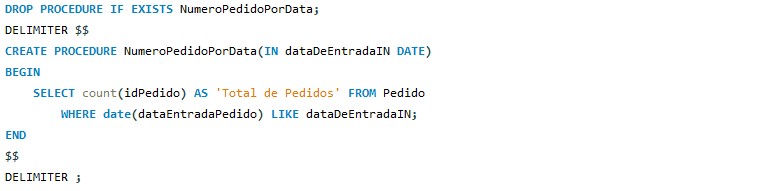 DROP PROCEDURE IF EXISTS NumeroPedidoPorData;
DELIMITER $$
CREATE PROCEDURE NumeroPedidoPorData(IN dataDeEntradaIN DATE)
BEGIN
    SELECT count(idPedido) AS 'Total de Pedidos' FROM Pedido
        WHERE date(dataEntradaPedido) LIKE dataDeEntradaIN;
END
$$
DELIMITER ;